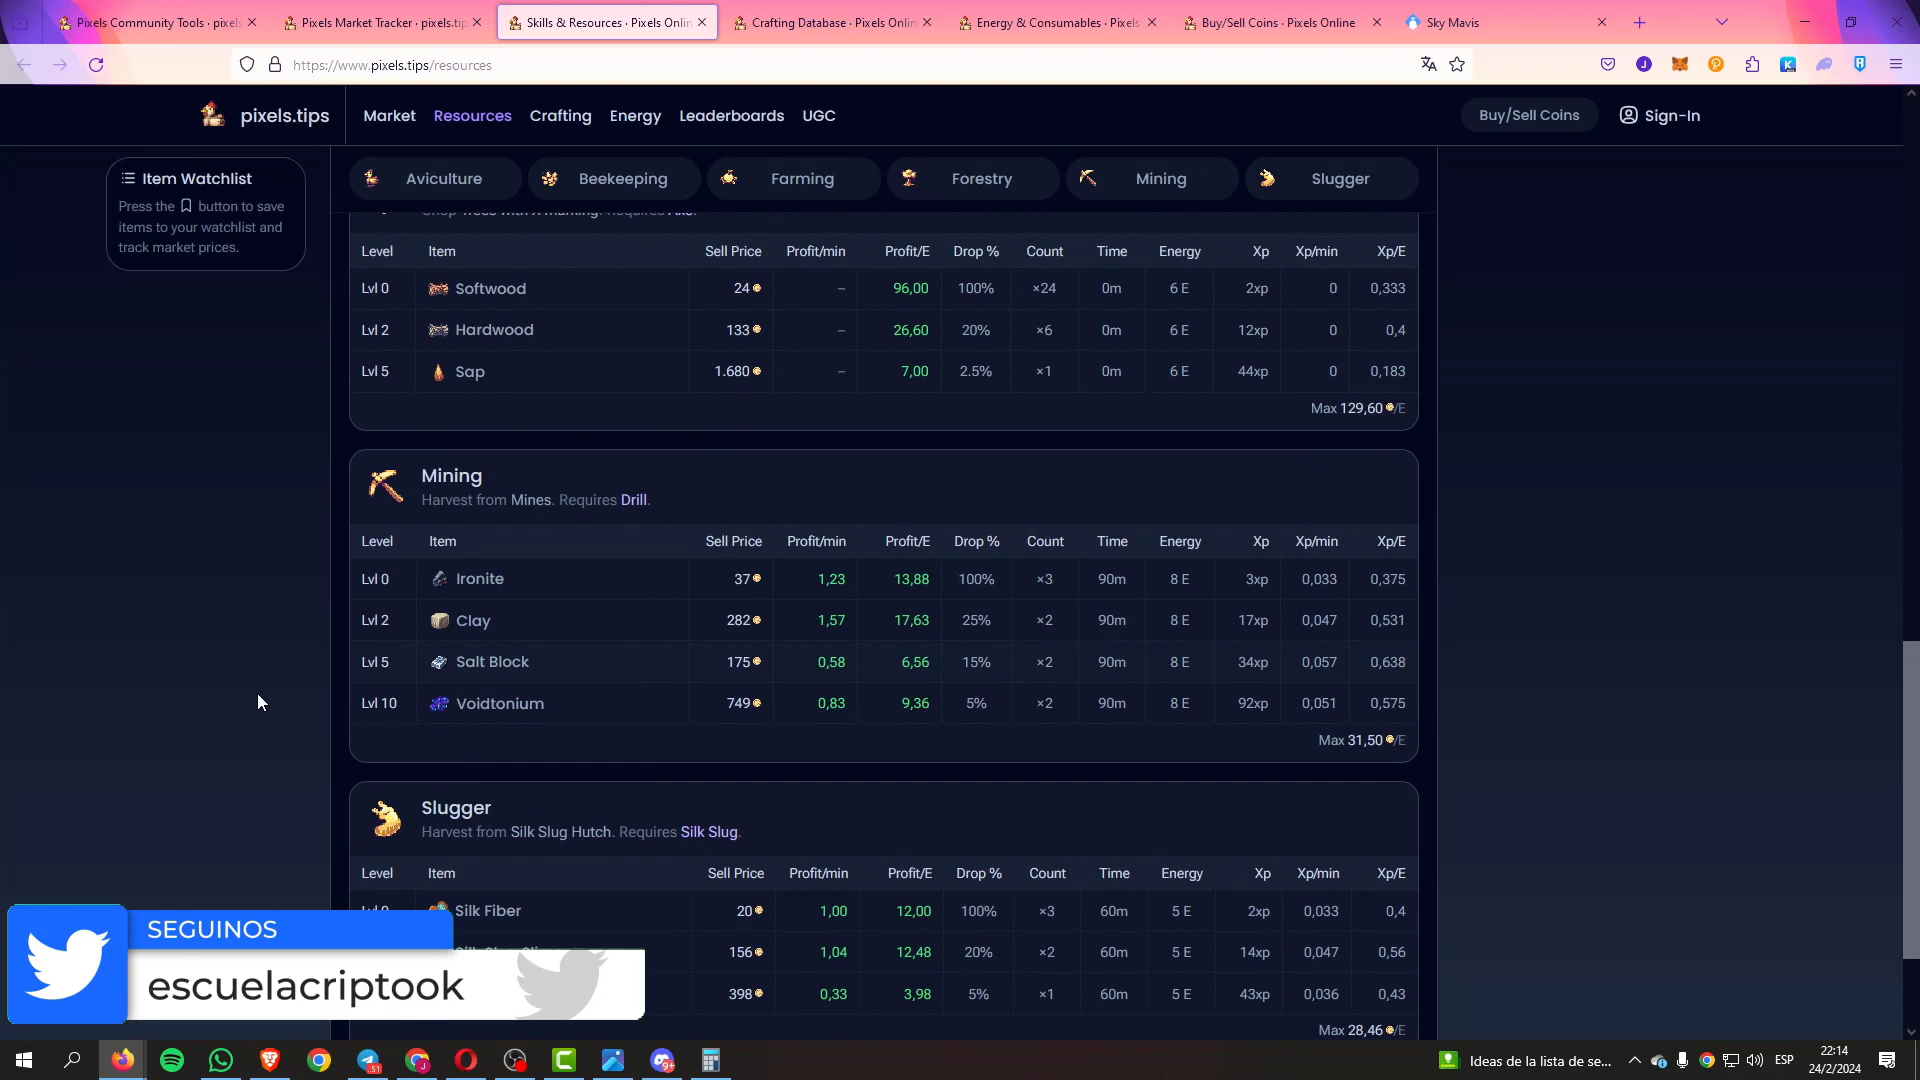 Pixels Community Tools · pixels
Pixels Market Tracker · pixels.tip
Skills & Resources · Pixels Onlin
Crafting Database · Pixels Onlin
Energy & Consumables · Pixels
Buy/Sell Coins · Pixels Online
Sky Mavis
https://www.pixels.tips/resources
pixels.tips
Market
Resources
Crafting
Energy
Leaderboards
UGC
Buy/Sell Coins
Sign-In
Item Watchlist
Press the button to save
items to your watchlist and
track market prices.
Aviculture
Beekeeping
Farming
Forestry
Mining
Slugger
Level Item Sell Price Profit/min Profit/E Drop % Count Time Energy Xp Xp/min Xp/E
Lvl 0 Softwood 24 – 96,00 100% ×24 0m 6 E 2xp 0 0,333
Lvl 2 Hardwood 133 – 26,60 20% ×6 0m 6 E 12xp 0 0,4
Lvl 5 Sap 1.680 – 7,00 2.5% ×1 0m 6 E 44xp 0 0,183
Max 129,60 /E
Mining
Harvest from Mines. Requires Drill.
Level Item Sell Price Profit/min Profit/E Drop % Count Time Energy Xp Xp/min Xp/E
Lvl 0 Ironite 37 1,23 13,88 100% ×3 90m 8 E 3xp 0,033 0,375
Lvl 2 Clay 282 1,57 17,63 25% ×2 90m 8 E 17xp 0,047 0,531
Lvl 5 Salt Block 175 0,58 6,56 15% ×2 90m 8 E 34xp 0,057 0,638
Lvl 10 Voidtonium 749 0,83 9,36 5% ×2 90m 8 E 92xp 0,051 0,575
Max 31,50 /E
Slugger
Harvest from Silk Slug Hutch. Requires Silk Slug.
Level Item Sell Price Profit/min Profit/E Drop % Count Time Energy Xp Xp/min Xp/E
Silk Fiber 20 1,00 12,00 100% ×3 60m 5 E 2xp 0,033 0,4
156 1,04 12,48 20% ×2 60m 5 E 14xp 0,047 0,56
398 0,33 3,98 5% ×1 60m 5 E 43xp 0,036 0,43
Max 28,46 /E
SEGUINOS
escuelacriptook
Ideas de la lista de se...
ESP
22:14
24/2/2024